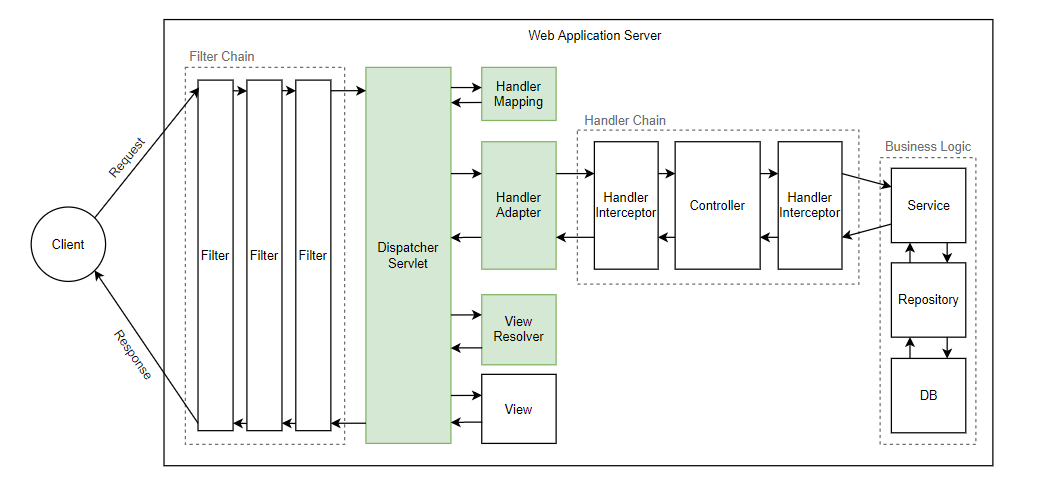 Web Application Server
Filter Chain
Handler
Mapping
Handler Chain
Request
Business Logic
Handler
Adapter
Handler
Interceptor
Controller
Handler
Interceptor
Service
Client
Filter
Filter
Filter
Dispatcher
Servlet
Repository
View
Resolver
Response
View
DB